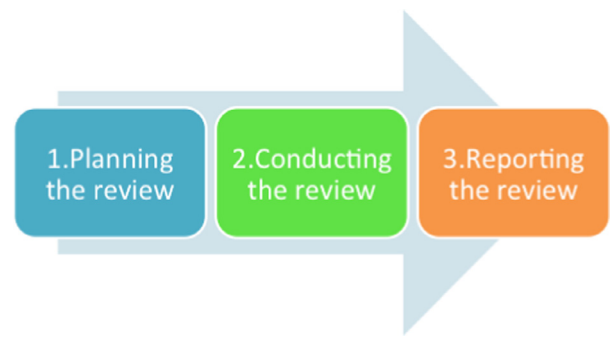 1.Planning
the review
2.Conducting
the review
3.Reporting
the review